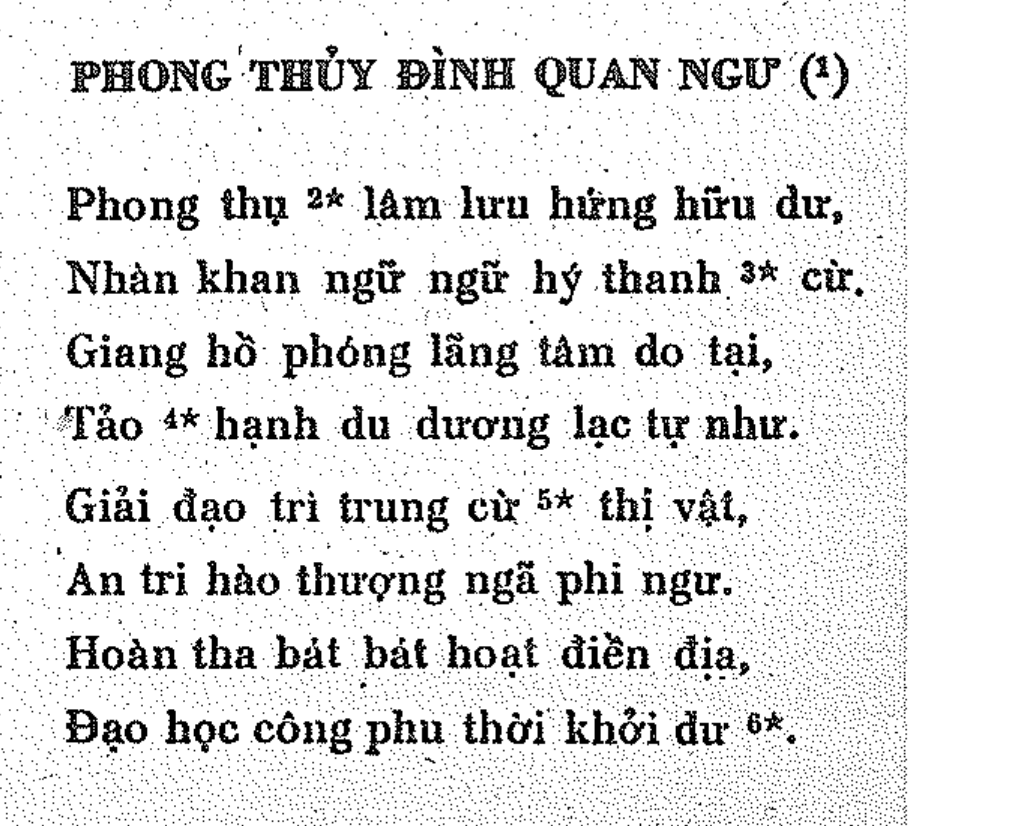 PHONG THỦY ĐÌNH QUAN NGƯ (¹)
Phong thụ ²* lâm lưu hứng hữu dư,
Nhàn khan ngữ ngữ hý thanh ³* cừ.
Giang hồ phóng lãng tâm do tại,
Tảo ⁴* hạnh du dương lạc tự như.
Giải đạo trì trung cừ ⁵* thị vật,
An tri hào thượng ngã phi ngư.
Hoàn tha bát bát hoạt điền địa,
Đạo học công phu thời khởi dư ⁶*.